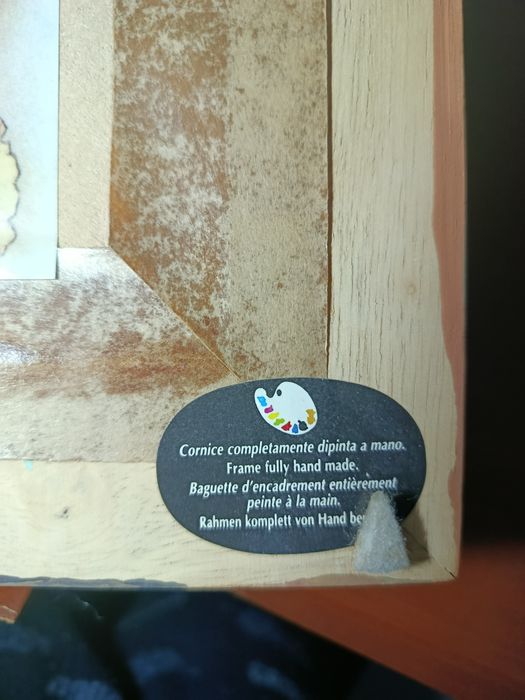 Cornice completamente dipinta a mano.
Frame fully hand made.
Baguette d'encadrement entièrement
peinte à la main.
Rahmen komplett von Hand